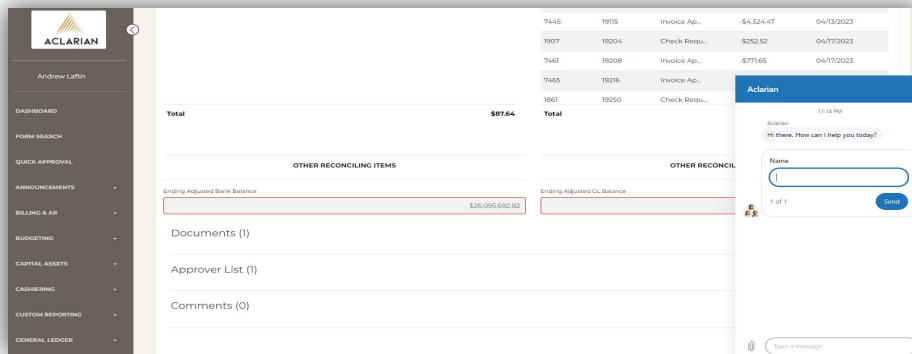 ACLARIAN
Andrew Laflin
DASHBOARD
FORM SEARCH
QUICK APPROVAL
ANNOUNCEMENTS
BILLING & AR
BUDGETING
CAPITAL ASSETS
CASHIERING
CUSTOM REPORTING
GENERAL LEDGER
7445 19115 Invoice Ap... -$4,524.47 04/13/2023
1907 19204 Check Requ... -$252.52 04/17/2023
7461 19208 Invoice Ap... -$771.65 04/17/2023
7465 19216 Invoice Ap...
1861 19250 Check Requ...
Total $87.64 Total
OTHER RECONCILING ITEMS OTHER RECONCIL
Ending Adjusted Bank Balance Ending Adjusted GL Balance
$26,095,692.82
Documents (1)
Approver List (1)
Comments (0)
Aclarian
11:14 PM
Aclarian
Hi there. How can I help you today?
Name
1 of 1 Send
Type a message